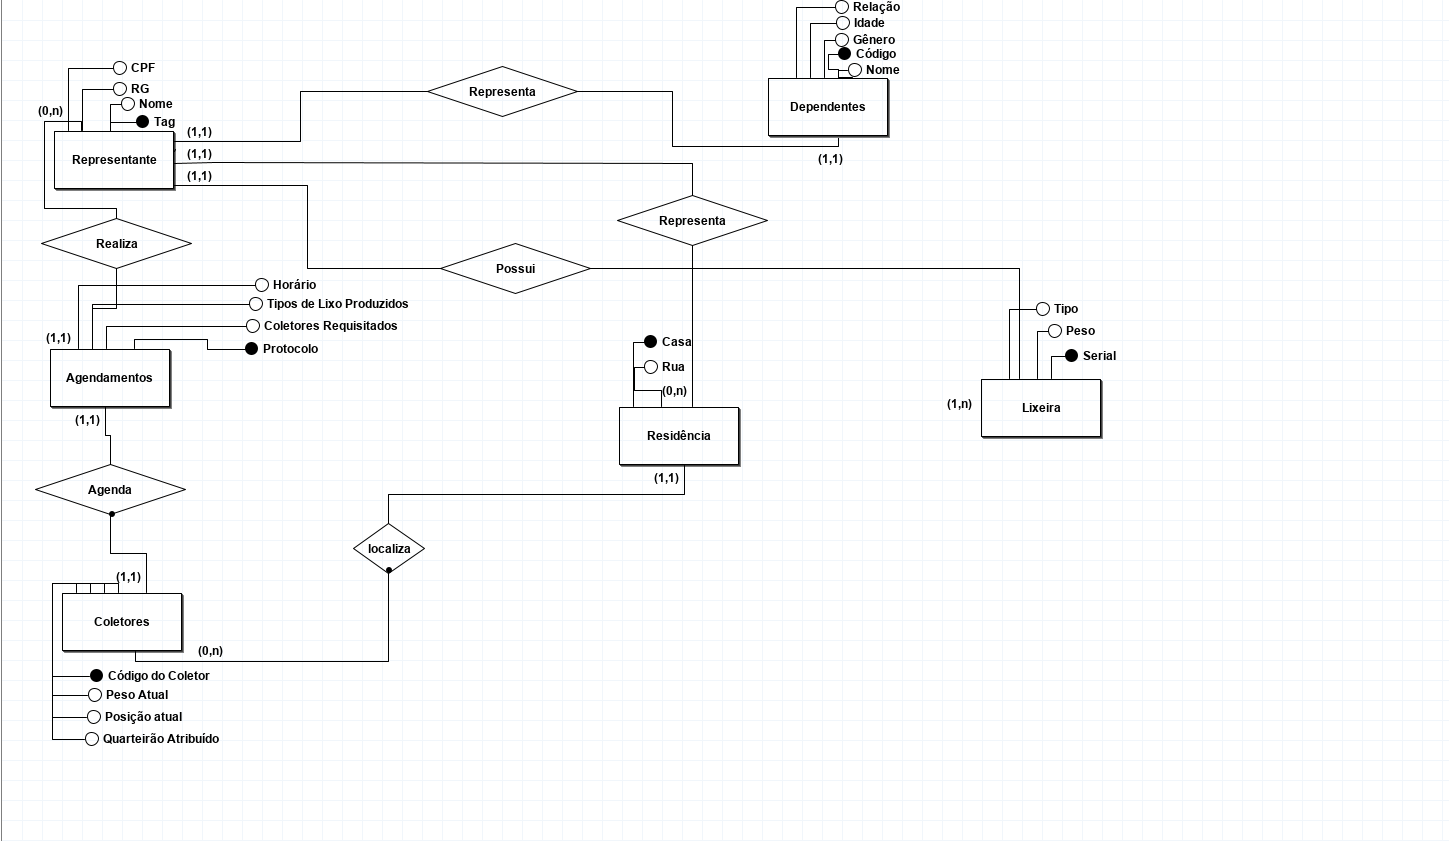 Relação
Idade
Gênero
Código
Nome
Dependentes
(1,1)
CPF
RG
Nome
Tag
(0,n)
Representante
(1,1)
(1,1)
(1,1)
Representa
Representa
Realiza
Possui
Horário
Tipos de Lixo Produzidos
Coletores Requisitados
Protocolo
(1,1)
Agendamentos
(1,1)
Casa
Rua
(0,n)
Residência
(1,1)
Tipo
Peso
Serial
(1,n)
Lixeira
Agenda
localiza
(1,1)
Coletores
(0,n)
Código do Coletor
Peso Atual
Posição atual
Quarteirão Atribuído